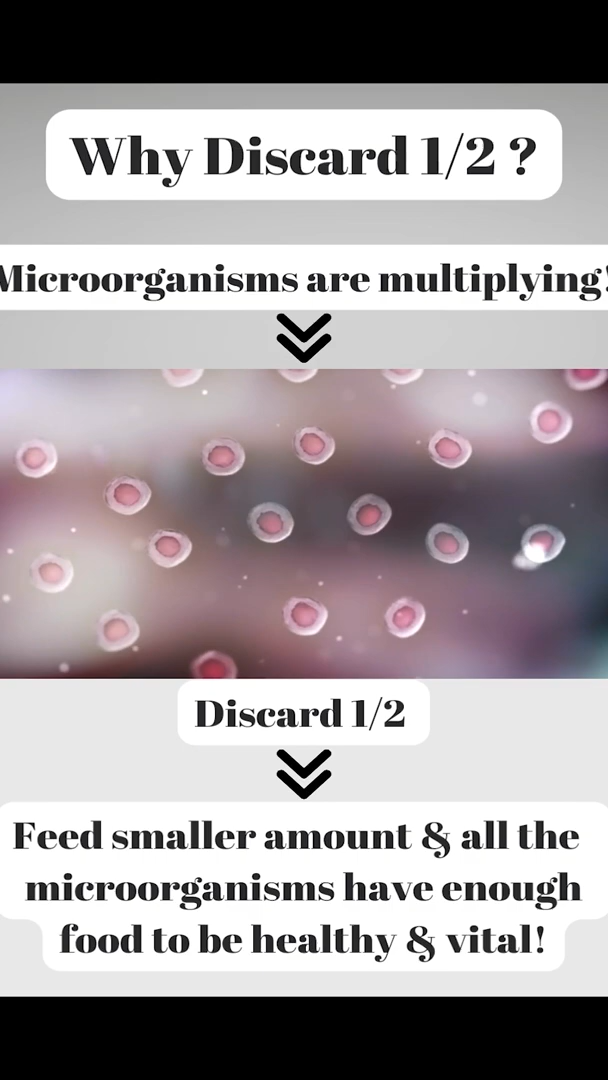 Why Discard 1/2 ?
Microorganisms are multiplying!
Discard 1/2
Feed smaller amount & all the
microorganisms have enough
food to be healthy & vital!